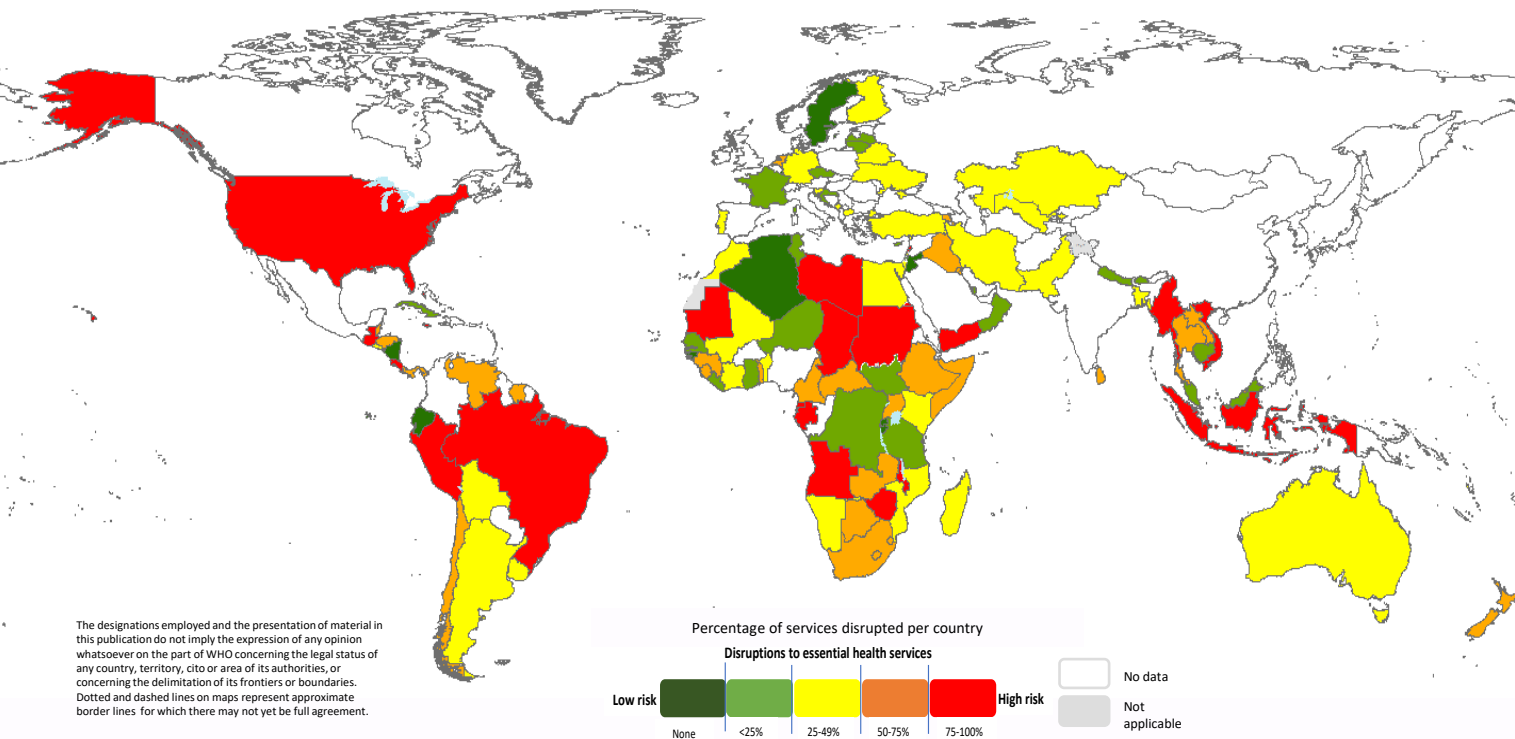 The designations employed and the presentation of material in
this publication do not imply the expression of any opinion
whatsoever on the part of WHO concerning the legal status of
any country, territory, cito or area of its authorities, or
concerning the delimitation of its frontiers or boundaries.
Dotted and dashed lines on maps represent approximate
border lines for which there may not yet be full agreement.
Percentage of services disrupted per country
Disruptions to essential health services
Low risk
High risk
None
<25%
25-49%
50-75%
75-100%
No data
Not
applicable